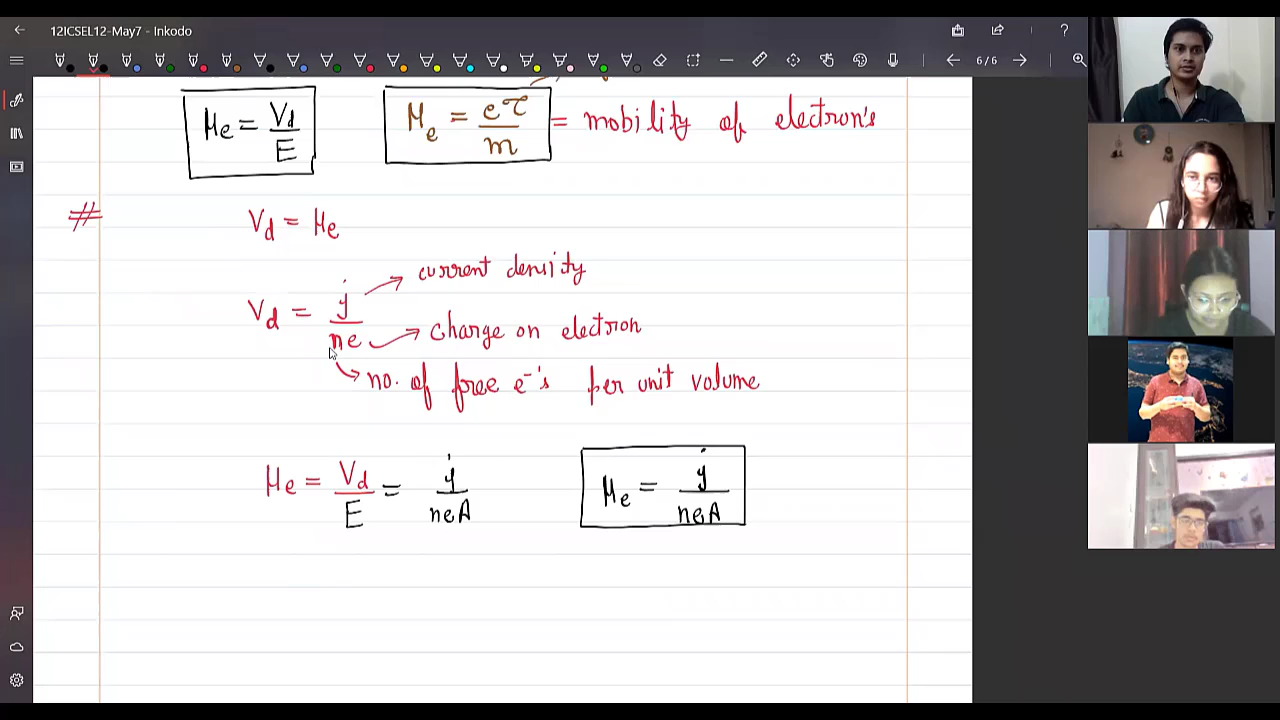 12ICSEL12-May7 - Inkodo
6/6
μe = Vd/E
μe = eτ/m = mobility of electron's
# Vd = μe
Vd = j/ne
→ current density
→ charge on electron
→ no. of free e⁻'s per unit volume
μe = Vd/E = j/neA
μe = j/neA